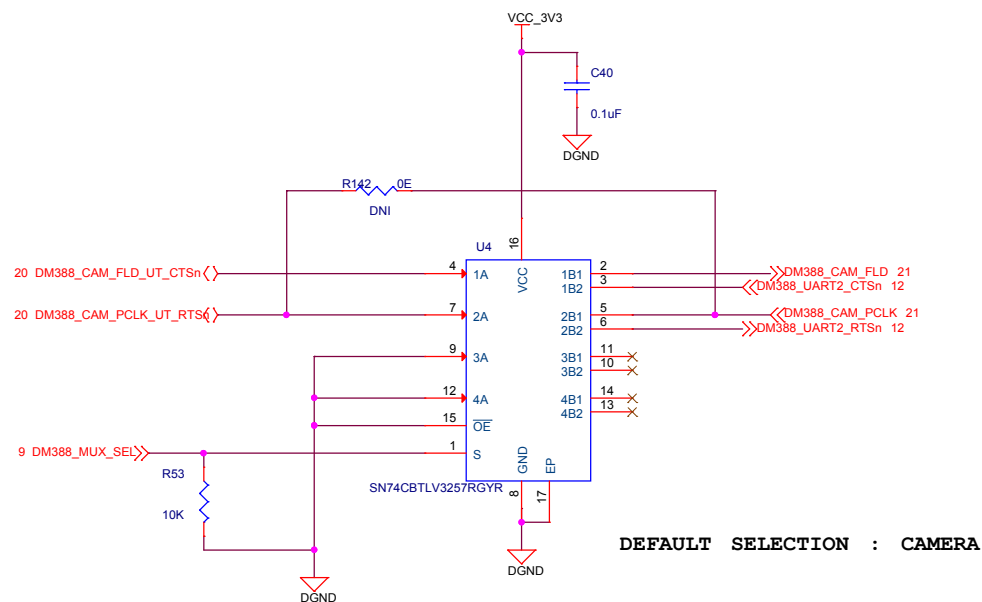 VCC_3V3
C40
0.1uF
DGND
R142 0E
DNI
U4
16
VCC
20 DM388_CAM_FLD_UT_CTSn 4 1A 1B1 2 DM388_CAM_FLD 21
1B2 3 DM388_UART2_CTSn 12
20 DM388_CAM_PCLK_UT_RTSn 7 2A 2B1 5 DM388_CAM_PCLK 21
2B2 6 DM388_UART2_RTSn 12
9 3A 3B1 11
3B2 10
12 4A 4B1 14
4B2 13
15 OE
9 DM388_MUX_SEL 1 S
GND EP
R53
10K
SN74CBTLV3257RGYR
8 17
DEFAULT SELECTION : CAMERA
DGND
DGND